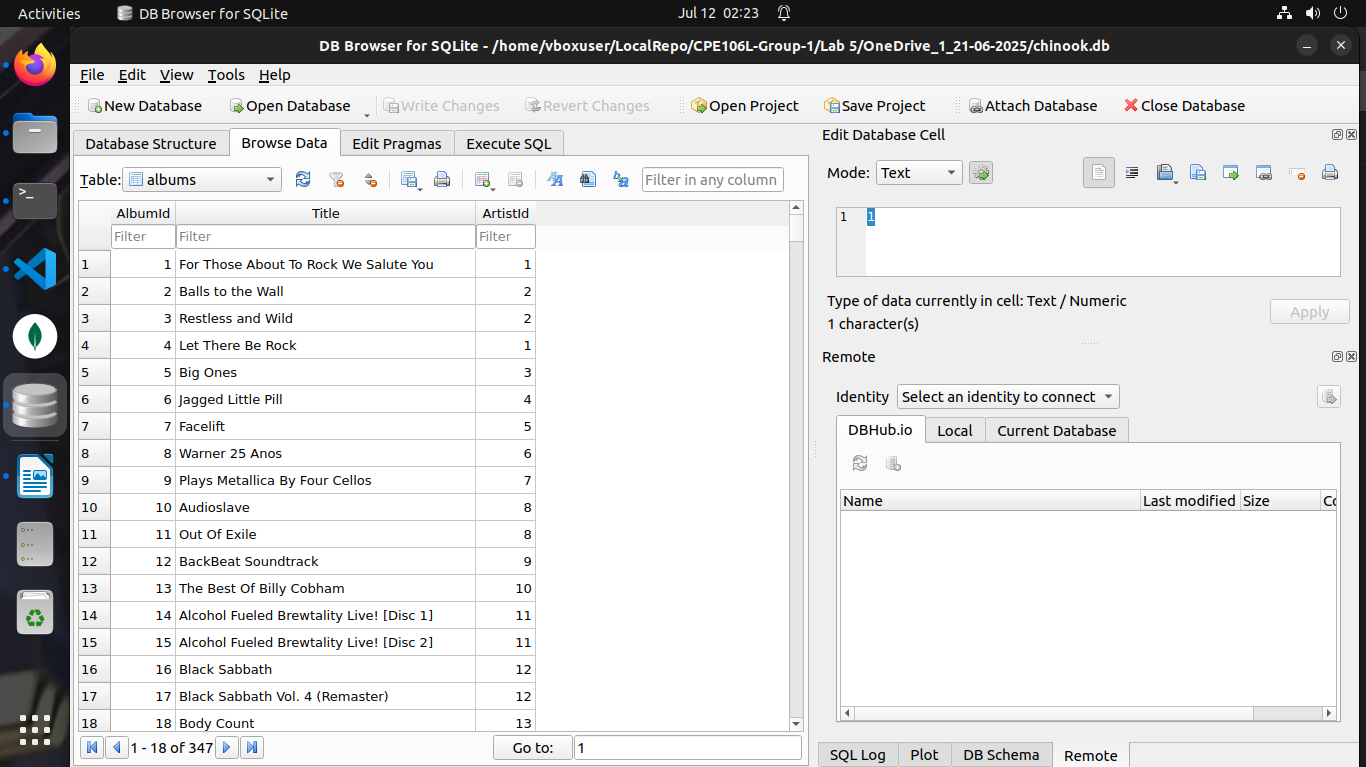 Activities DB Browser for SQLite Jul 12 02:23
DB Browser for SQLite - /home/vboxuser/LocalRepo/CPE106L-Group-1/Lab 5/OneDrive_1_21-06-2025/chinook.db
File Edit View Tools Help
New Database Open Database Write Changes Revert Changes Open Project Save Project Attach Database Close Database
Database Structure Browse Data Edit Pragmas Execute SQL
Table: albums Filter in any column
AlbumId Title ArtistId
Filter Filter Filter
1 1 For Those About To Rock We Salute You 1
2 2 Balls to the Wall 2
3 3 Restless and Wild 2
4 4 Let There Be Rock 1
5 5 Big Ones 3
6 6 Jagged Little Pill 4
7 7 Facelift 5
8 8 Warner 25 Anos 6
9 9 Plays Metallica By Four Cellos 7
10 10 Audioslave 8
11 11 Out Of Exile 8
12 12 BackBeat Soundtrack 9
13 13 The Best Of Billy Cobham 10
14 14 Alcohol Fueled Brewtality Live! [Disc 1] 11
15 15 Alcohol Fueled Brewtality Live! [Disc 2] 11
16 16 Black Sabbath 12
17 17 Black Sabbath Vol. 4 (Remaster) 12
18 18 Body Count 13
1 - 18 of 347 Go to: 1
Edit Database Cell
Mode: Text
1 1
Type of data currently in cell: Text / Numeric
1 character(s)
Apply
Remote
Identity Select an identity to connect
DBHub.io Local Current Database
Name Last modified Size Co
SQL Log Plot DB Schema Remote